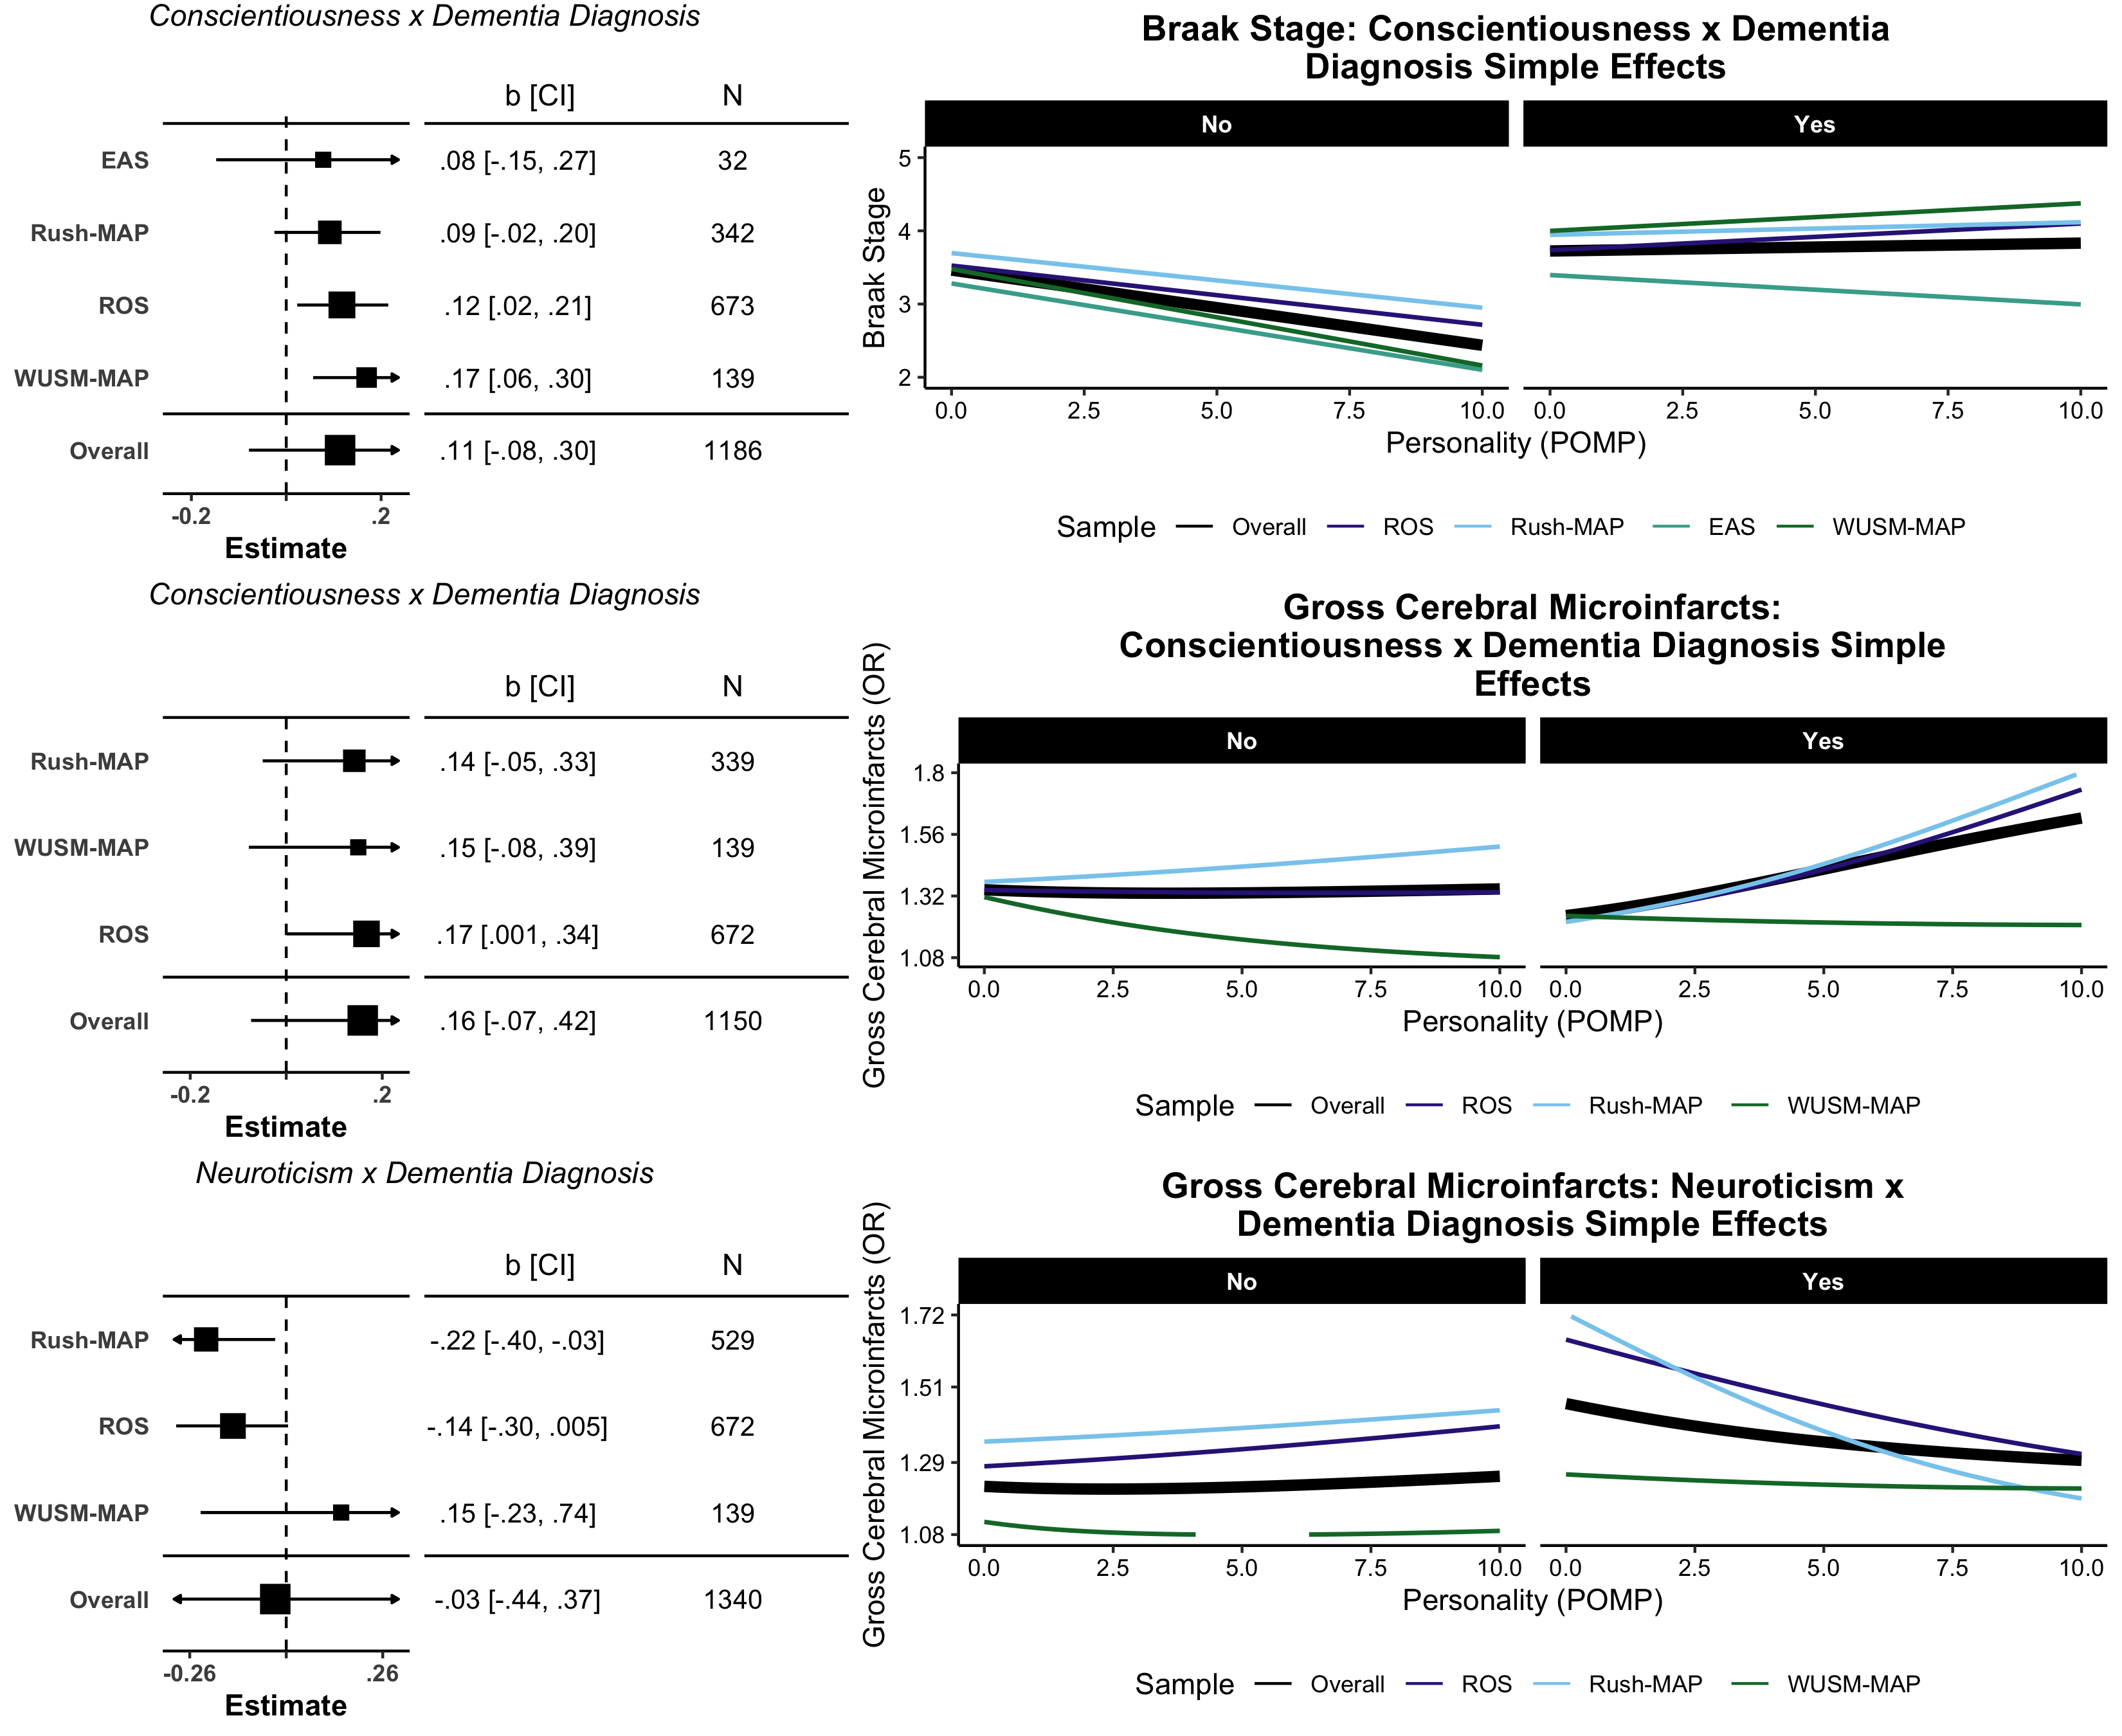 Conscientiousness x Dementia Diagnosis
b [CI] N
EAS .08 [-.15, .27] 32
Rush-MAP .09 [-.02, .20] 342
ROS .12 [.02, .21] 673
WUSM-MAP .17 [.06, .30] 139
Overall .11 [-.08, .30] 1186
-0.2 .2
Estimate
Braak Stage: Conscientiousness x Dementia
Diagnosis Simple Effects
No Yes
Braak Stage
5
4
3
2
0.0 2.5 5.0 7.5 10.0 0.0 2.5 5.0 7.5 10.0
Personality (POMP)
Sample Overall ROS Rush-MAP EAS WUSM-MAP
Conscientiousness x Dementia Diagnosis
b [CI] N
Rush-MAP .14 [-.05, .33] 339
WUSM-MAP .15 [-.08, .39] 139
ROS .17 [.001, .34] 672
Overall .16 [-.07, .42] 1150
-0.2 .2
Estimate
Gross Cerebral Microinfarcts:
Conscientiousness x Dementia Diagnosis Simple
Effects
No Yes
Gross Cerebral Microinfarcts (OR)
1.8
1.56
1.32
1.08
0.0 2.5 5.0 7.5 10.0 0.0 2.5 5.0 7.5 10.0
Personality (POMP)
Sample Overall ROS Rush-MAP WUSM-MAP
Neuroticism x Dementia Diagnosis
b [CI] N
Rush-MAP -.22 [-.40, -.03] 529
ROS -.14 [-.30, .005] 672
WUSM-MAP .15 [-.23, .74] 139
Overall -.03 [-.44, .37] 1340
-0.26 .26
Estimate
Gross Cerebral Microinfarcts: Neuroticism x
Dementia Diagnosis Simple Effects
No Yes
Gross Cerebral Microinfarcts (OR)
1.72
1.51
1.29
1.08
0.0 2.5 5.0 7.5 10.0 0.0 2.5 5.0 7.5 10.0
Personality (POMP)
Sample Overall ROS Rush-MAP WUSM-MAP